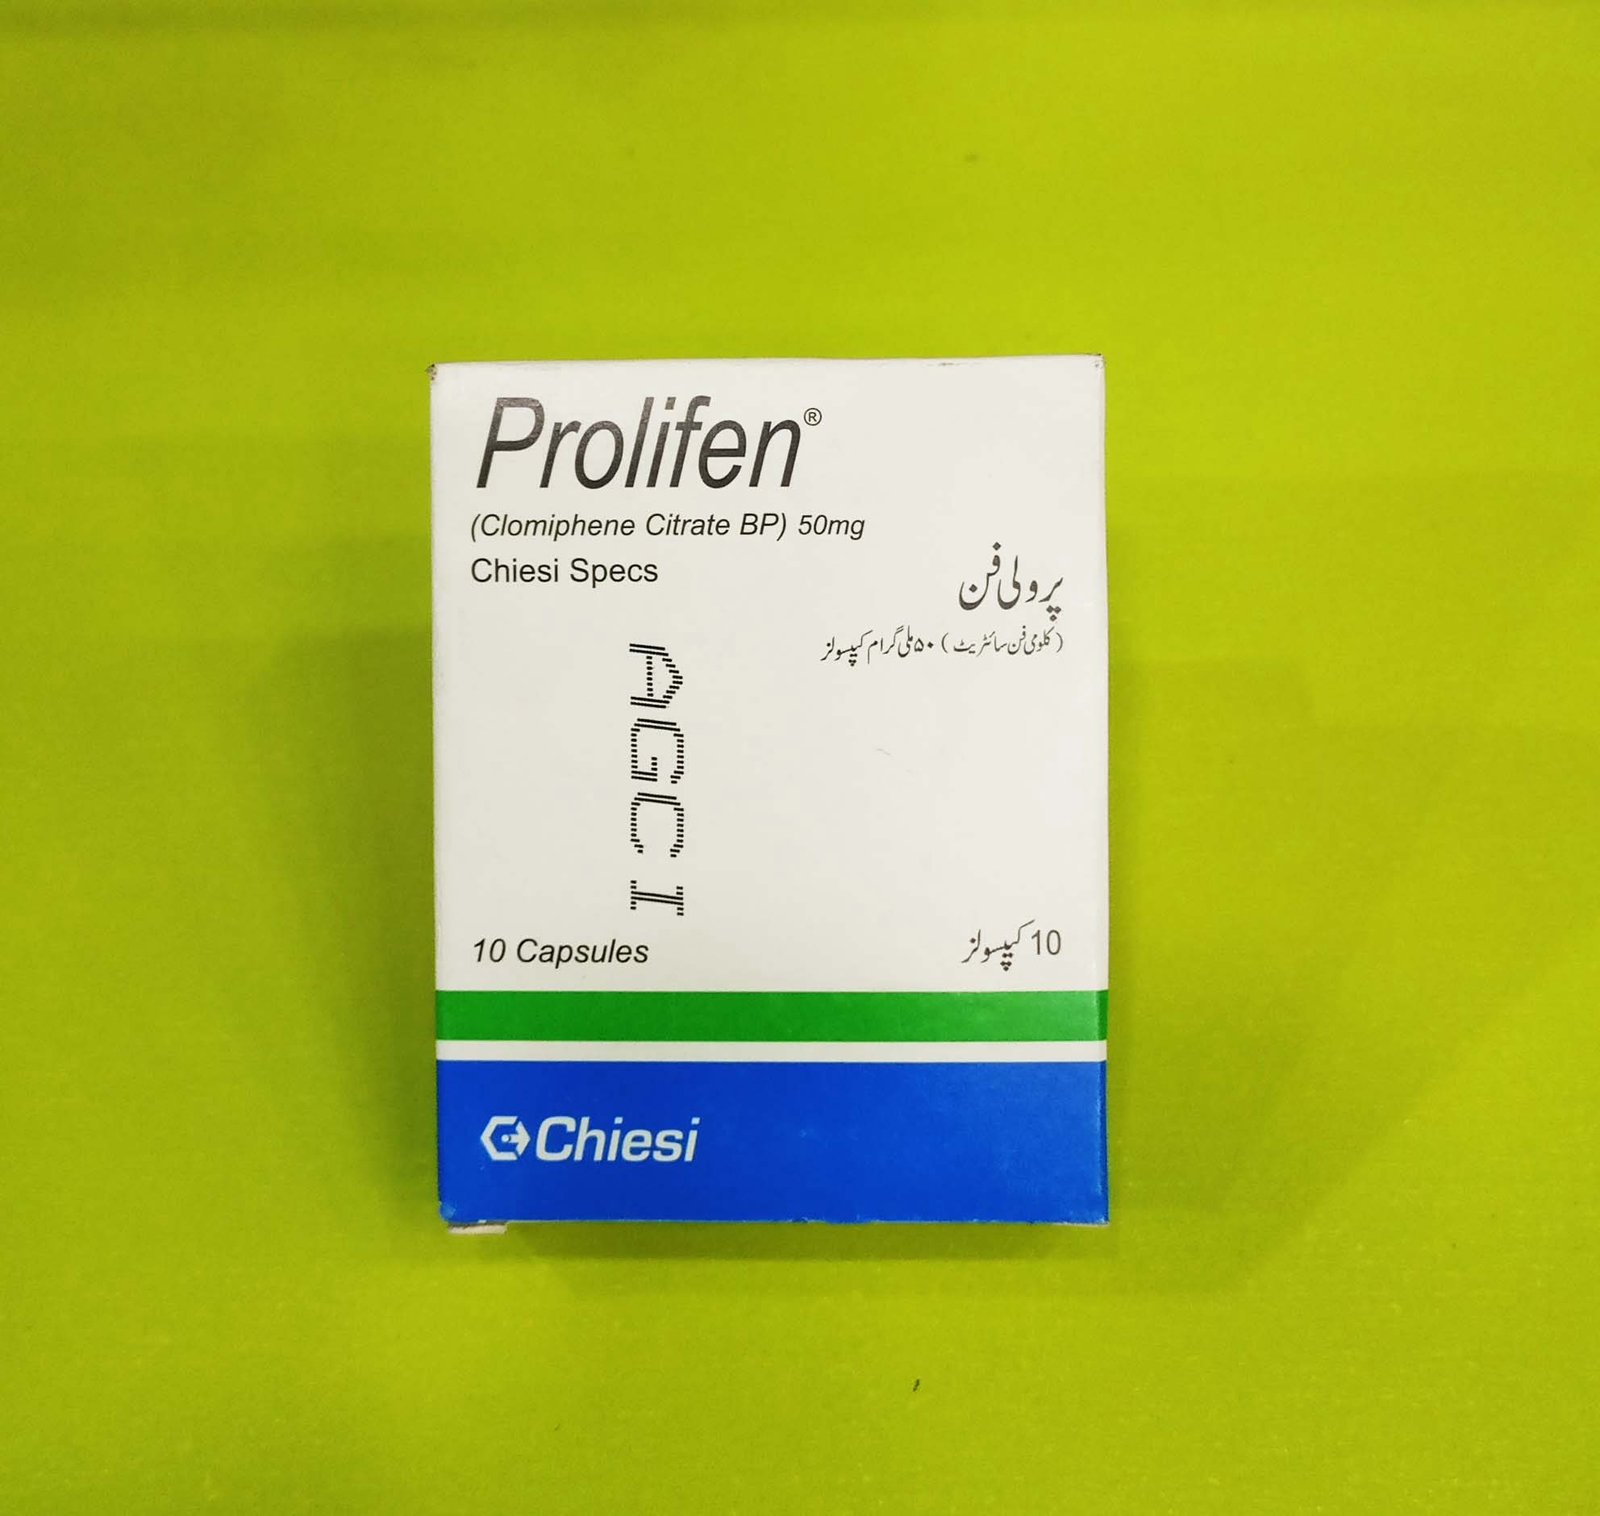 Prolifen®
(Clomiphene Citrate BP) 50mg
Chiesi Specs
پرولی فن
(کلومی فن سائٹریٹ) ۵۰ ملی گرام کیپسولز
AGCI
10 Capsules
10 کیپسولز
Chiesi